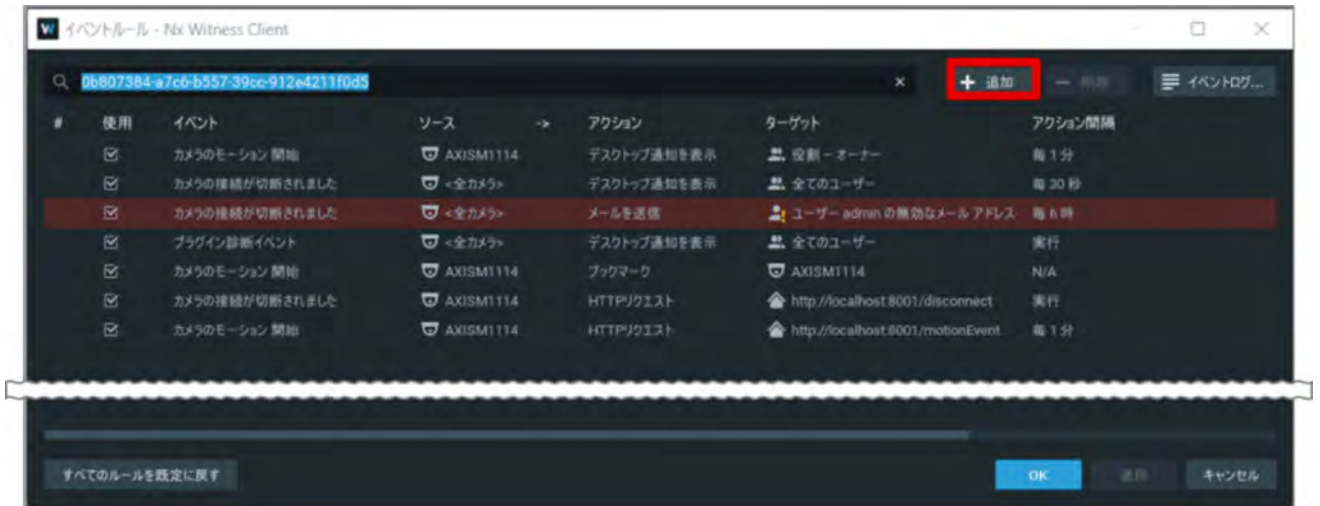 イベントルール - Nx Witness Client
0b807384-a7c6-b557-39cc-912e4211f0d5 × + 追加 − 削除 イベントログ...
# 使用 イベント ソース -> アクション ターゲット アクション間隔
カメラのモーション 開始 AXISM1114 デスクトップ通知を表示 役割 – オーナー 毎 1 分
カメラの接続が切断されました <全カメラ> デスクトップ通知を表示 全てのユーザー 毎 30 秒
カメラの接続が切断されました <全カメラ> メールを送信 ユーザー admin の無効なメール アドレス 毎 6 時
プラグイン診断イベント <全カメラ> デスクトップ通知を表示 全てのユーザー 実行
カメラのモーション 開始 AXISM1114 ブックマーク AXISM1114 N/A
カメラの接続が切断されました AXISM1114 HTTPリクエスト http://localhost:8001/disconnect 実行
カメラのモーション 開始 AXISM1114 HTTPリクエスト http://localhost:8001/motionEvent 毎 1 分
すべてのルールを既定に戻す OK 適用 キャンセル